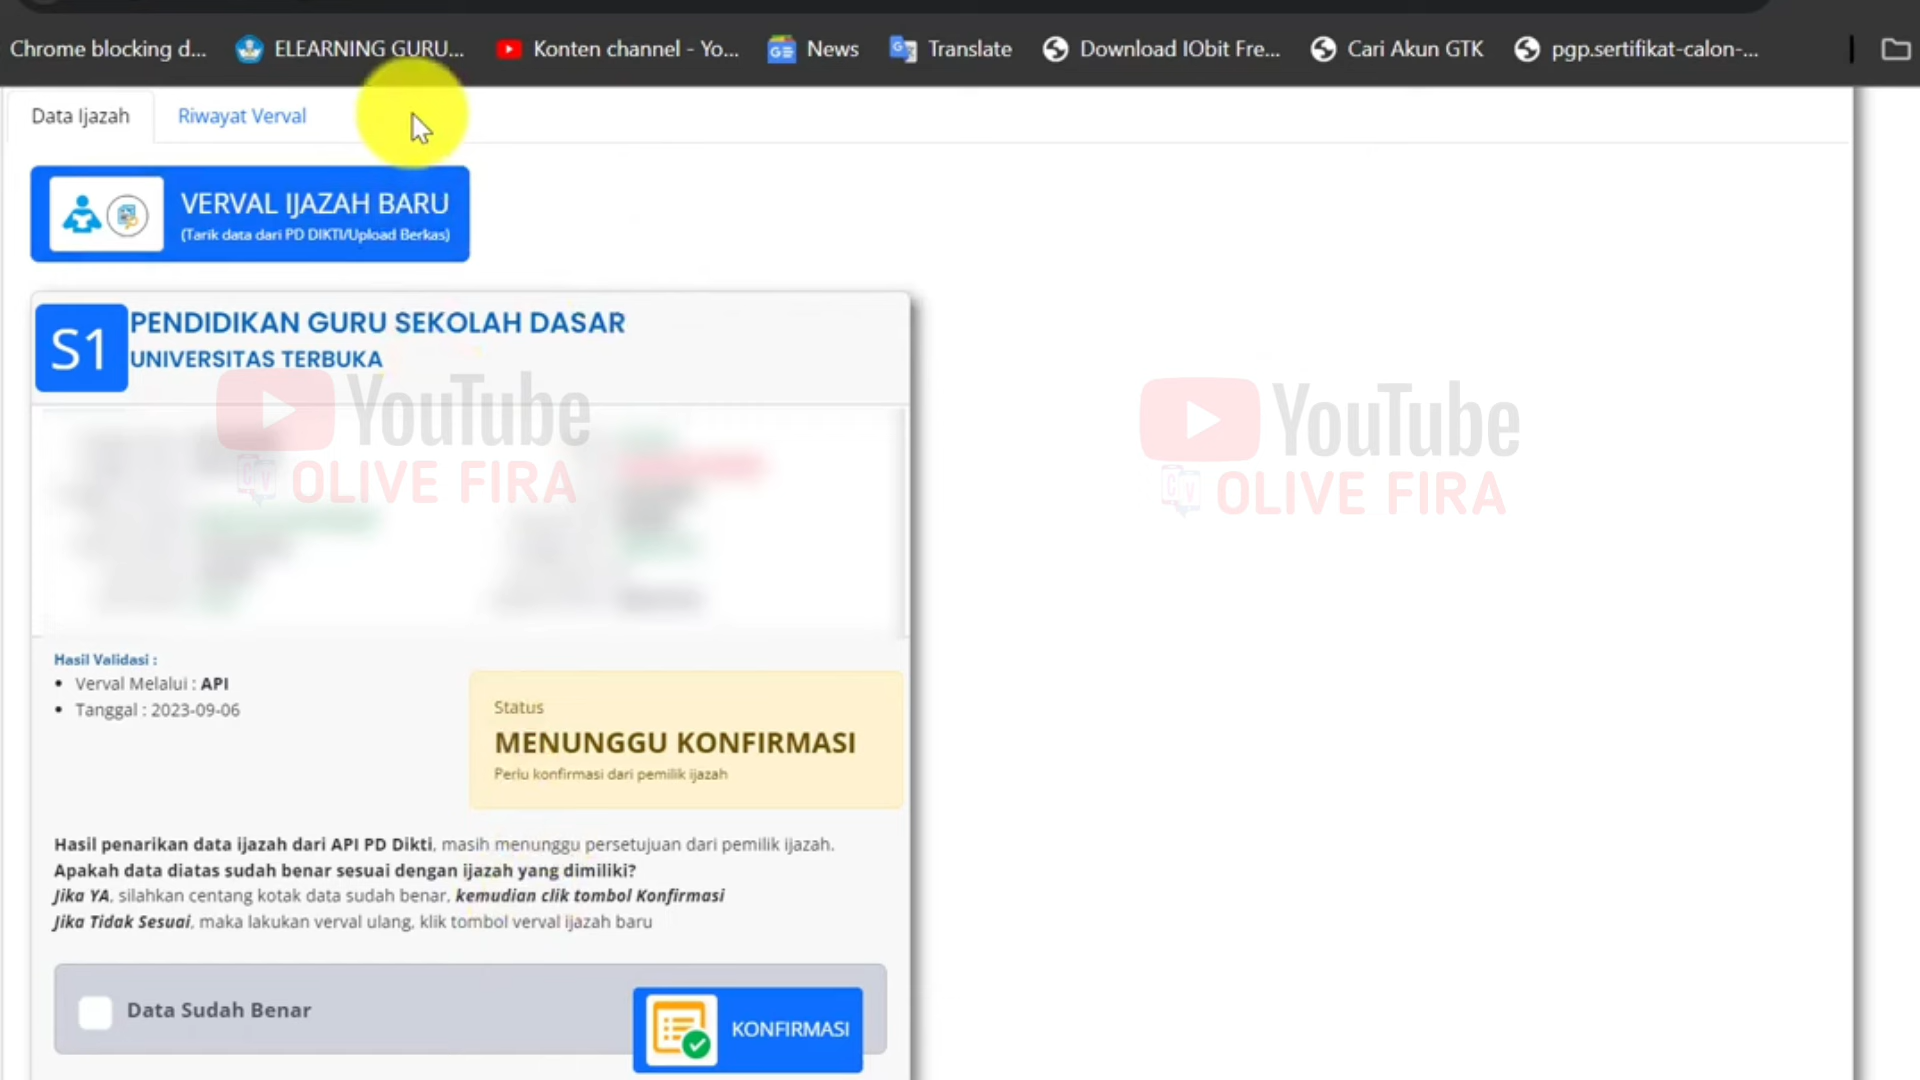 Chrome blocking d...
ELEARNING GURU...
Konten channel - Yo...
News
Translate
Download IObit Fre...
Cari Akun GTK
pgp.sertifikat-calon-...
Data Ijazah
Riwayat Verval
VERVAL IJAZAH BARU
(Tarik data dari PD DIKTI/Upload Berkas)
S1
PENDIDIKAN GURU SEKOLAH DASAR
UNIVERSITAS TERBUKA
YouTube
OLIVE FIRA
YouTube
OLIVE FIRA
Hasil Validasi :
• Verval Melalui : API
• Tanggal : 2023-09-06
Status
MENUNGGU KONFIRMASI
Perlu konfirmasi dari pemilik ijazah
Hasil penarikan data ijazah dari API PD Dikti, masih menunggu persetujuan dari pemilik ijazah.
Apakah data diatas sudah benar sesuai dengan ijazah yang dimiliki?
Jika YA, silahkan centang kotak data sudah benar, kemudian clik tombol Konfirmasi
Jika Tidak Sesuai, maka lakukan verval ulang, klik tombol verval ijazah baru
Data Sudah Benar
KONFIRMASI